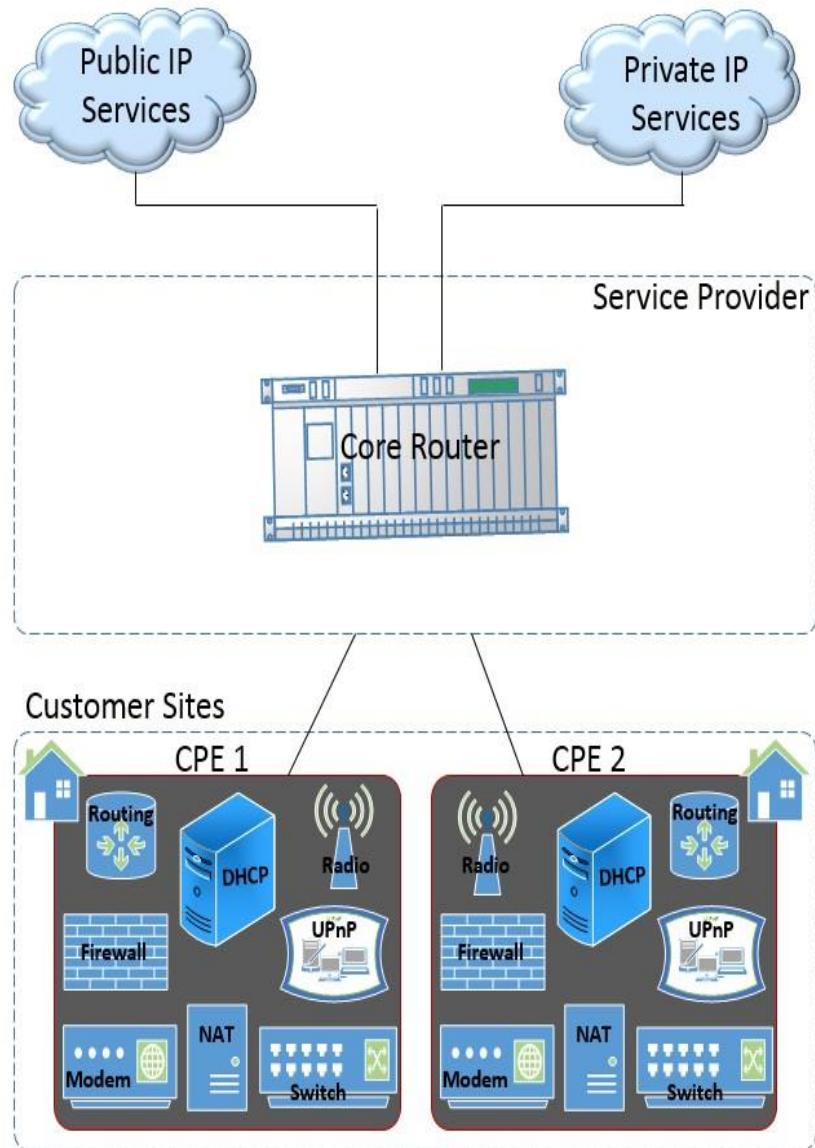 Public IP
Services
Private IP
Services
Service Provider
Core Router
Customer Sites
CPE 1
CPE 2
Routing
DHCP
Radio
Firewall
UPnP
Modem
NAT
Switch
Radio
DHCP
Routing
Firewall
UPnP
Modem
NAT
Switch